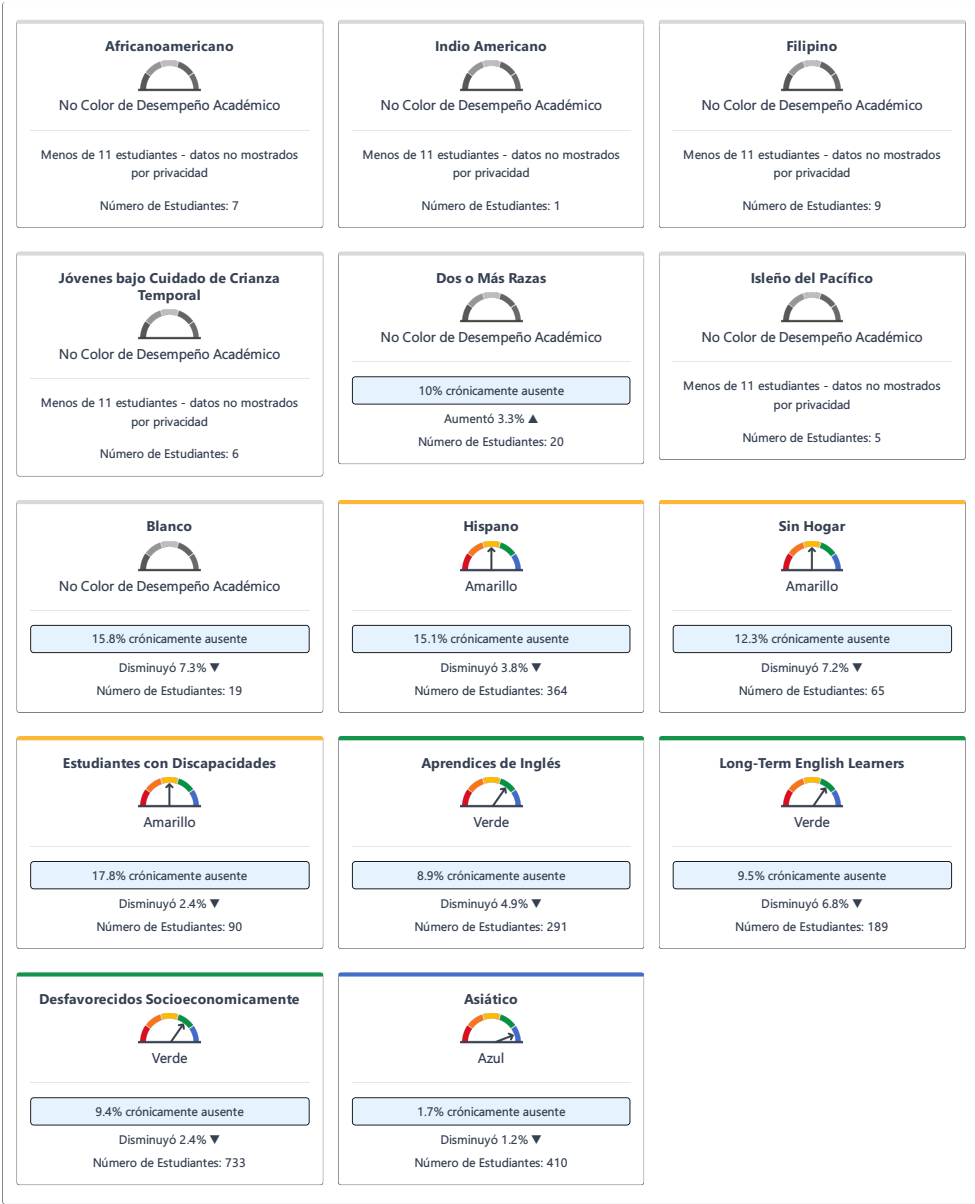 Africanoamericano
No Color de Desempeño Académico
Menos de 11 estudiantes - datos no mostrados
por privacidad
Número de Estudiantes: 7
Indio Americano
No Color de Desempeño Académico
Menos de 11 estudiantes - datos no mostrados
por privacidad
Número de Estudiantes: 1
Filipino
No Color de Desempeño Académico
Menos de 11 estudiantes - datos no mostrados
por privacidad
Número de Estudiantes: 9
Jóvenes bajo Cuidado de Crianza
Temporal
No Color de Desempeño Académico
Menos de 11 estudiantes - datos no mostrados
por privacidad
Número de Estudiantes: 6
Dos o Más Razas
No Color de Desempeño Académico
10% crónicamente ausente
Aumentó 3.3% ▲
Número de Estudiantes: 20
Isleño del Pacífico
No Color de Desempeño Académico
Menos de 11 estudiantes - datos no mostrados
por privacidad
Número de Estudiantes: 5
Blanco
No Color de Desempeño Académico
15.8% crónicamente ausente
Disminuyó 7.3% ▼
Número de Estudiantes: 19
Hispano
Amarillo
15.1% crónicamente ausente
Disminuyó 3.8% ▼
Número de Estudiantes: 364
Sin Hogar
Amarillo
12.3% crónicamente ausente
Disminuyó 7.2% ▼
Número de Estudiantes: 65
Estudiantes con Discapacidades
Amarillo
17.8% crónicamente ausente
Disminuyó 2.4% ▼
Número de Estudiantes: 90
Aprendices de Inglés
Verde
8.9% crónicamente ausente
Disminuyó 4.9% ▼
Número de Estudiantes: 291
Long-Term English Learners
Verde
9.5% crónicamente ausente
Disminuyó 6.8% ▼
Número de Estudiantes: 189
Desfavorecidos Socioeconomicamente
Verde
9.4% crónicamente ausente
Disminuyó 2.4% ▼
Número de Estudiantes: 733
Asiático
Azul
1.7% crónicamente ausente
Disminuyó 1.2% ▼
Número de Estudiantes: 410